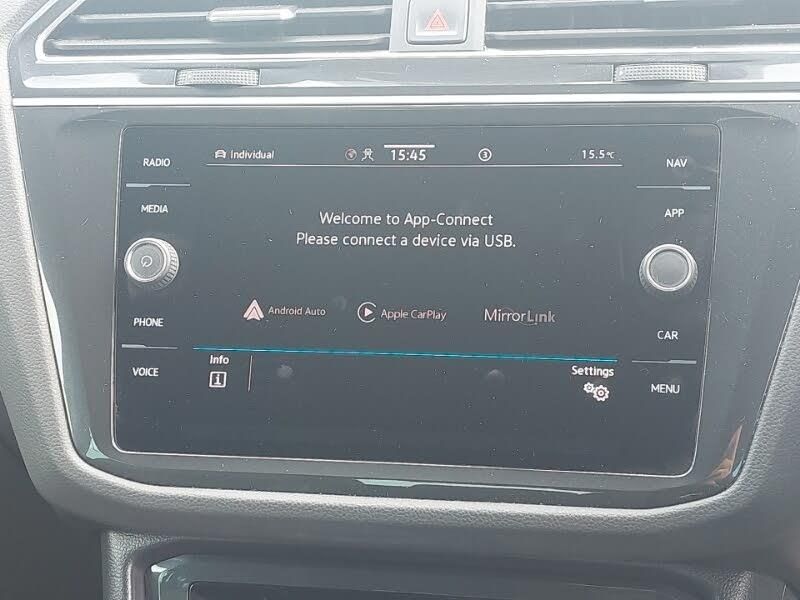 RADIO
MEDIA
PHONE
VOICE
Individual
15:45
3
15.5°C
Welcome to App-Connect
Please connect a device via USB.
Android Auto
Apple CarPlay
MirrorLink
Info
i
Settings
NAV
APP
CAR
MENU